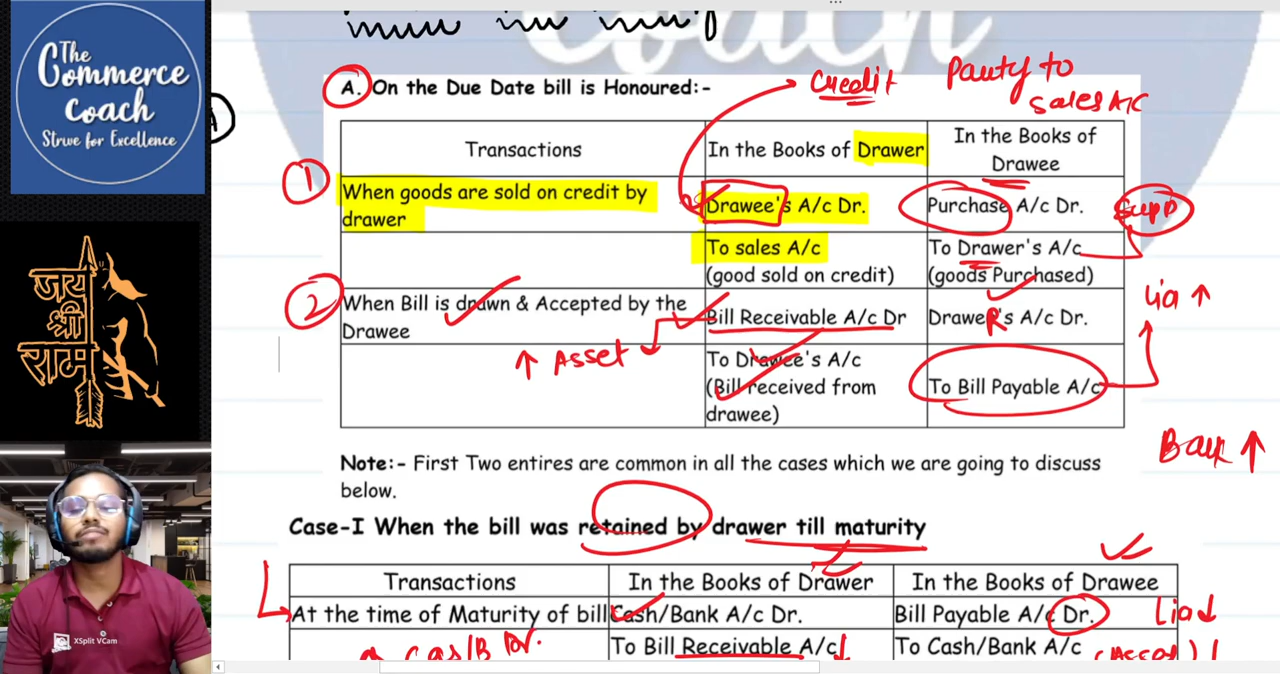 The
Commerce
Coach
Strive for Excellence
जय
श्री
राम
XSplit VCam
Coach
A. On the Due Date bill is Honoured:-
Credit
Party to
Sales A/C
Transactions
In the Books of Drawer
In the Books of
Drawee
1
When goods are sold on credit by
drawer
Drawee's A/c Dr.
Purchase A/c Dr.
To sales A/c
(good sold on credit)
To Drawer's A/c
(goods Purchased)
2
When Bill is drawn & Accepted by the
Drawee
Bill Receivable A/c Dr
DraweR's A/c Dr.
Lia ↑
↑ Asset
To Drawee's A/c
(Bill received from
drawee)
To Bill Payable A/c
Note:- First Two entires are common in all the cases which we are going to discuss
below.
Case-I When the bill was retained by drawer till maturity
Transactions
In the Books of Drawer
In the Books of Drawee
At the time of Maturity of bill
Cash/Bank A/c Dr.
Bill Payable A/c Dr.
Lia ↓
Cas/B Dr.
To Bill Receivable A/c
To Cash/Bank A/c